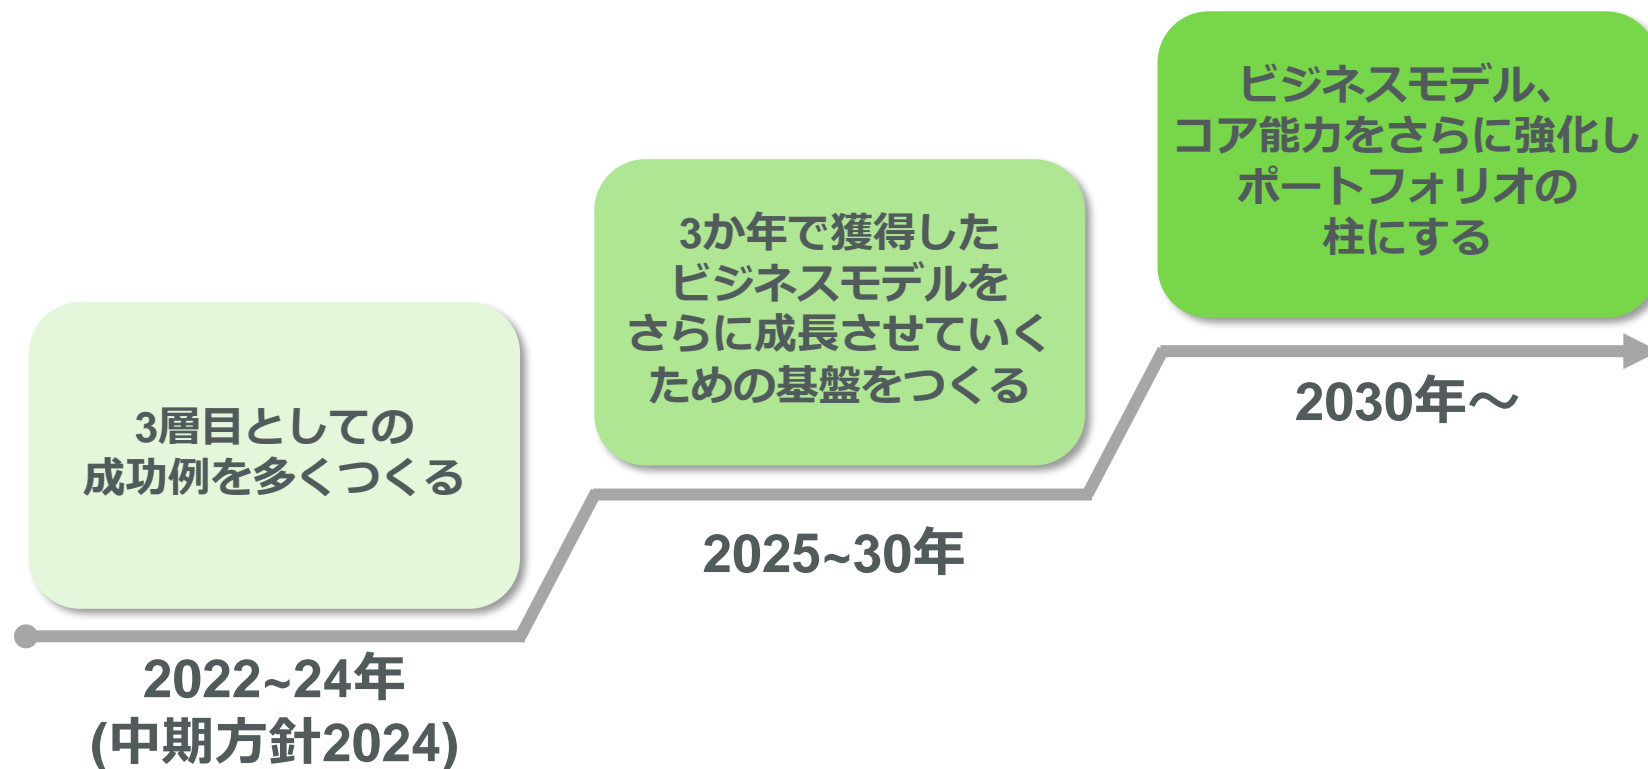 3層目としての
成功例を多くつくる
2022~24年
(中期方針2024)
3か年で獲得した
ビジネスモデルを
さらに成長させていく
ための基盤をつくる
2025~30年
ビジネスモデル、
コア能力をさらに強化し
ポートフォリオの
柱にする
2030年～